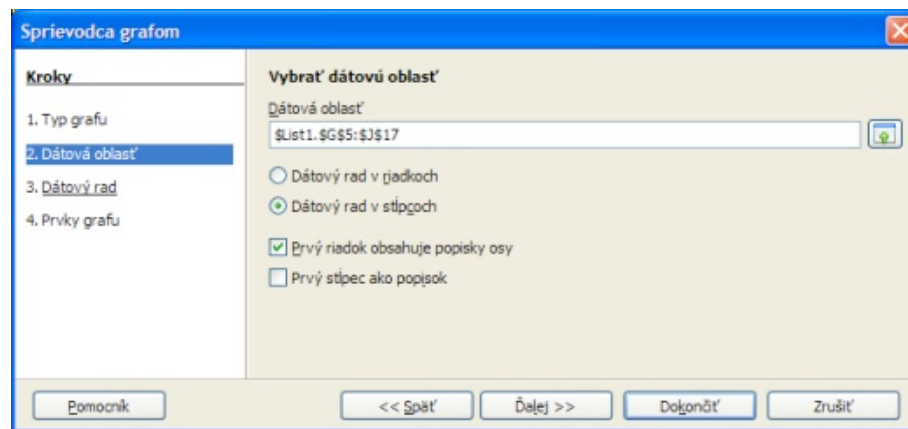 Sprievodca grafom
Kroky
1. Typ grafu
2. Dátová oblasť
3. Dátový rad
4. Prvky grafu
Vybrať dátovú oblasť
Dátová oblasť
$List1.$G$5:$J$17
Dátový rad v riadkoch
Dátový rad v stĺpcoch
Prvý riadok obsahuje popisky osy
Prvý stĺpec ako popisok
Pomocník
<< Späť
Ďalej >>
Dokončiť
Zrušiť